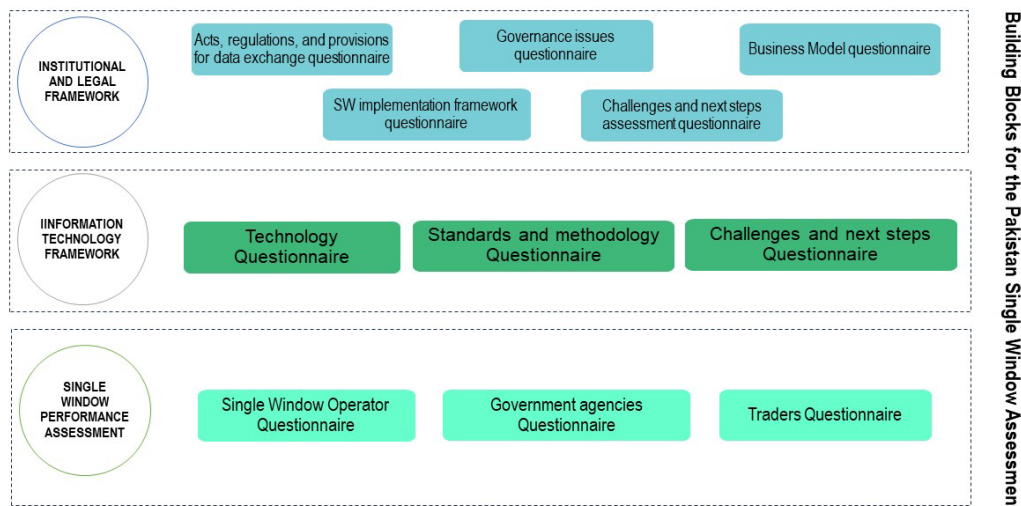 INSTITUTIONAL
AND LEGAL
FRAMEWORK
Acts, regulations, and provisions
for data exchange questionnaire
Governance issues
questionnaire
Business Model questionnaire
SW implementation framework
questionnaire
Challenges and next steps
assessment questionnaire
IINFORMATION
TECHNOLOGY
FRAMEWORK
Technology
Questionnaire
Standards and methodology
Questionnaire
Challenges and next steps
Questionnaire
SINGLE
WINDOW
PERFORMANCE
ASSESSMENT
Single Window Operator
Questionnaire
Government agencies
Questionnaire
Traders Questionnaire
Building Blocks for the Pakistan Single Window Assessmen